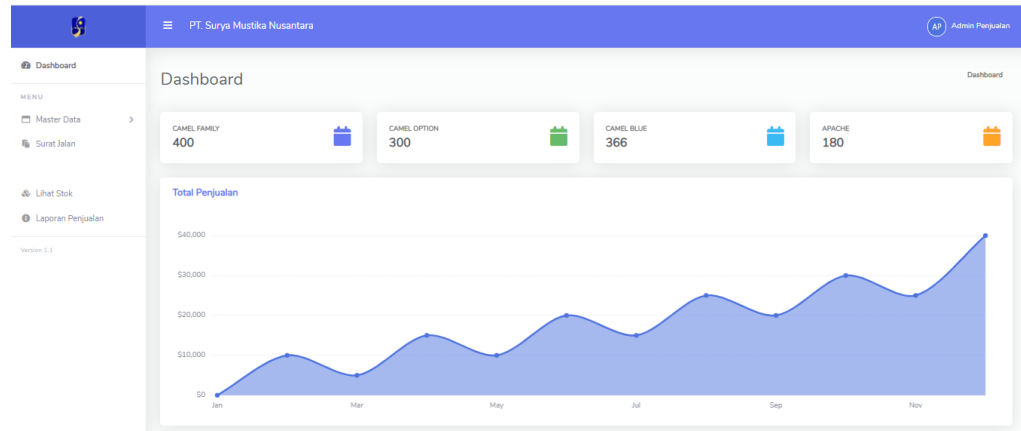 PT. Surya Mustika Nusantara
AP Admin Penjualan
Dashboard
MENU
Master Data
Surat Jalan
Lihat Stok
Laporan Penjualan
Version 1.1
Dashboard
Dashboard
CAMEL FAMILY
400
CAMEL OPTION
300
CAMEL BLUE
366
APACHE
180
Total Penjualan
$40,000
$30,000
$20,000
$10,000
$0
Jan Mar May Jul Sep Nov